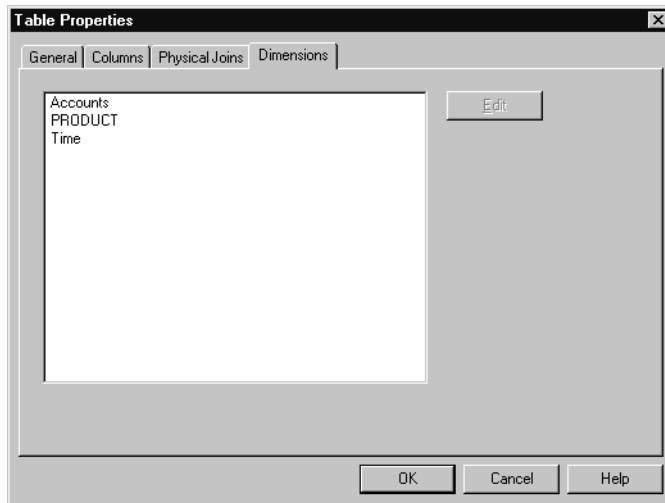 Table Properties
General Columns Physical Joins Dimensions
Accounts
PRODUCT
Time
Edit
OK Cancel Help